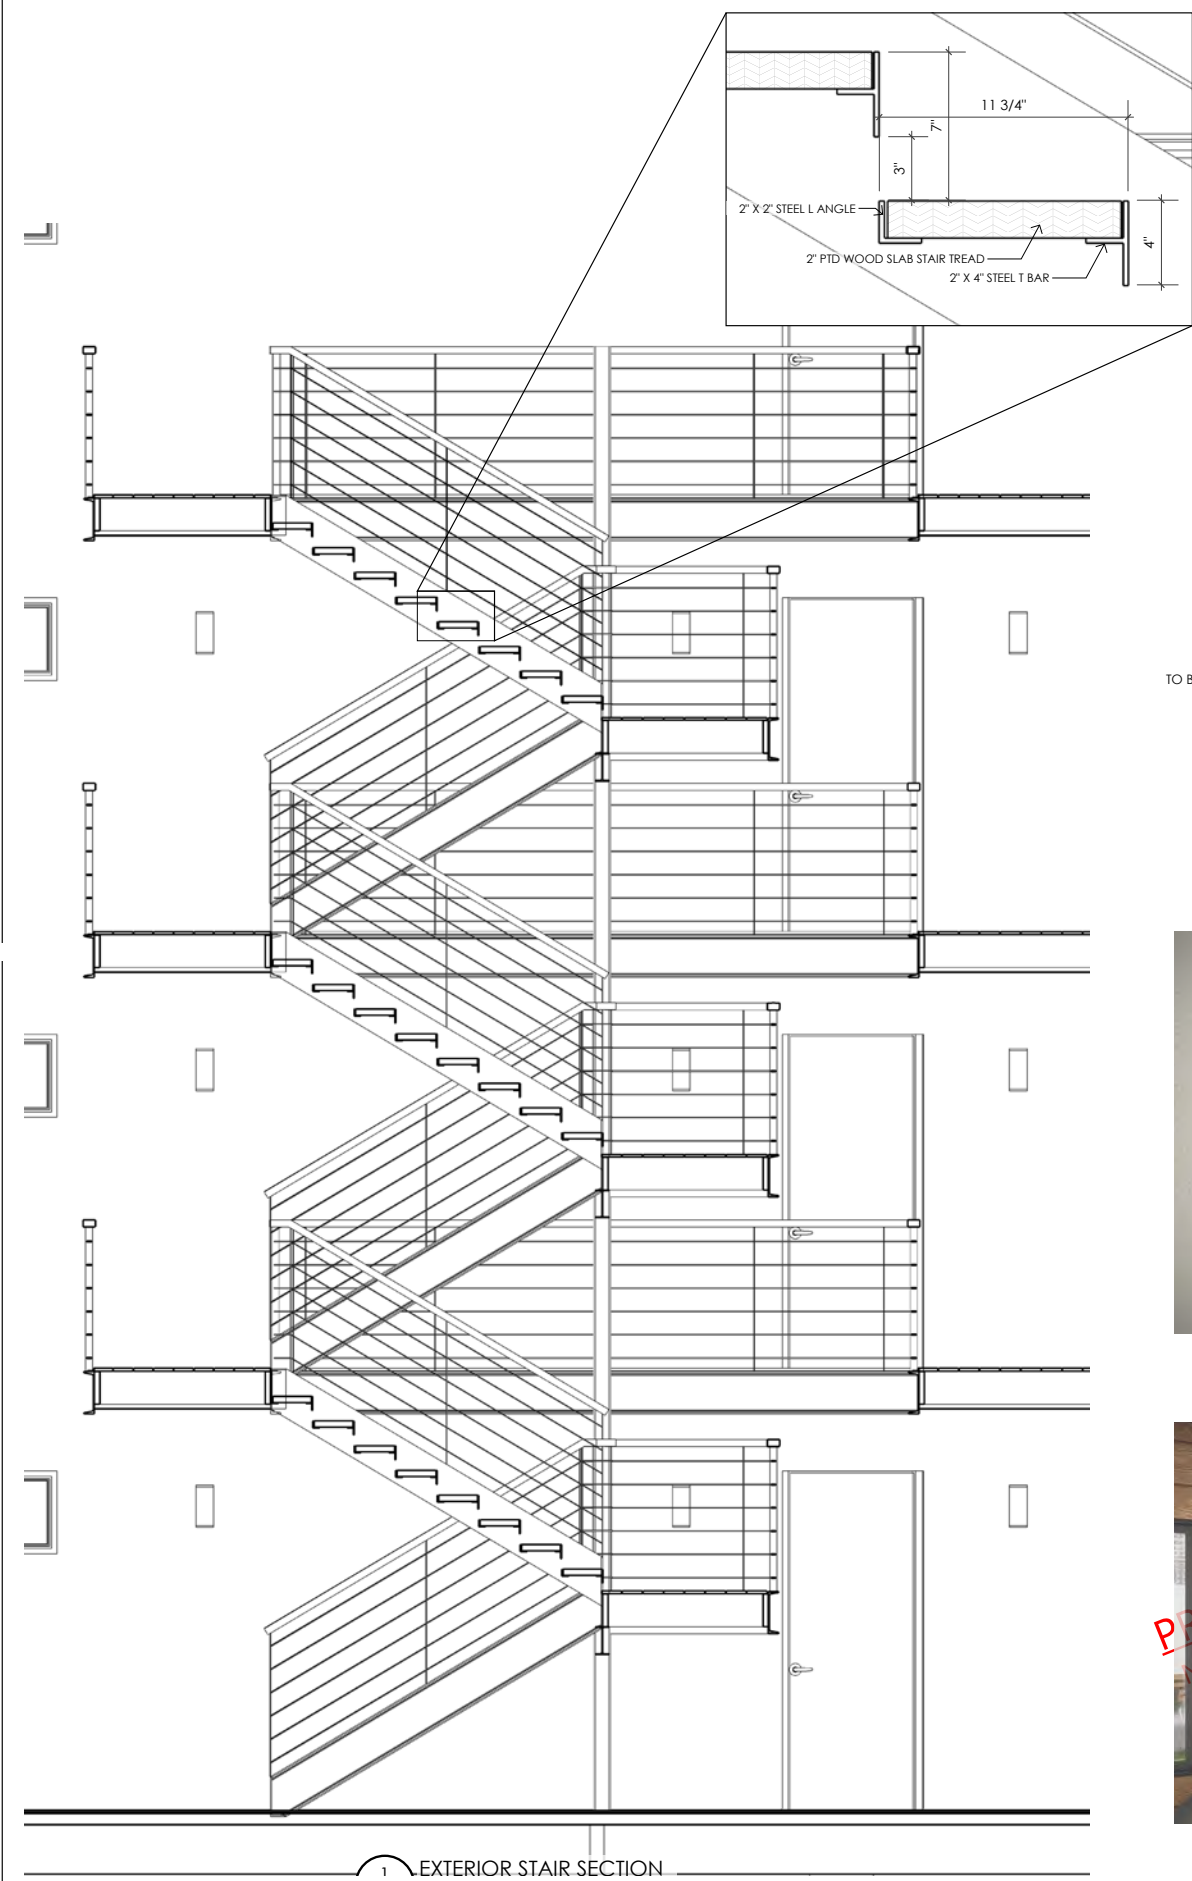 11 3/4"
7"
3"
2" X 2" STEEL L ANGLE
4"
2" PTD WOOD SLAB STAIR TREAD
2" X 4" STEEL T BAR
TO B
1 EXTERIOR STAIR SECTION